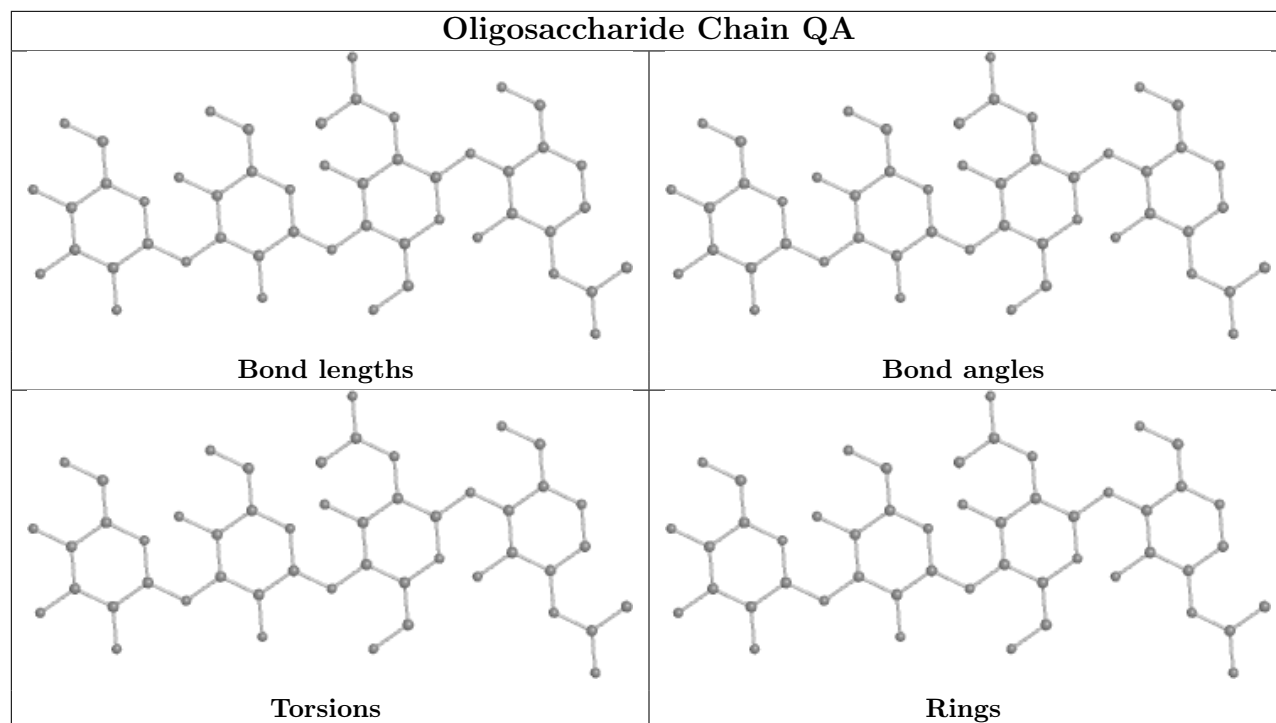 Oligosaccharide Chain QA
Bond lengths
Bond angles
Torsions
Rings